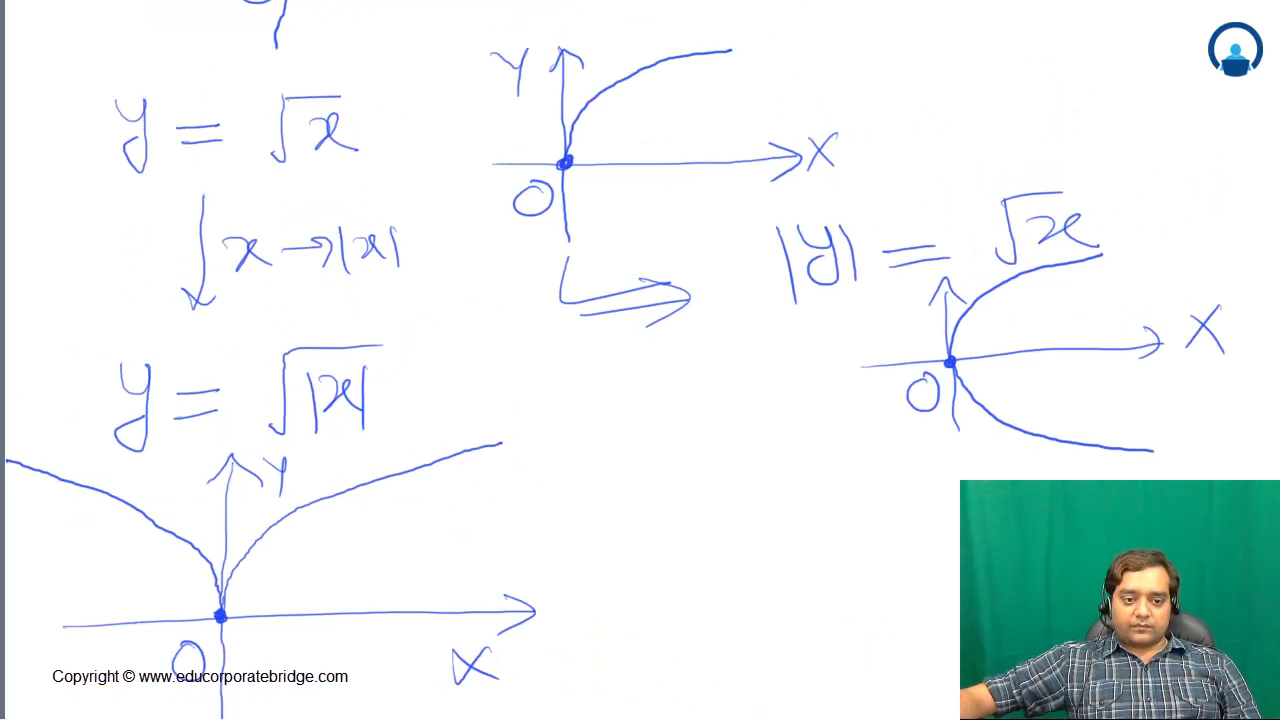 y = √x
Y
X
O
x → |x|
|y| = √x
X
O
y = √|x|
Y
O
X
Copyright © www.educorporatebridge.com